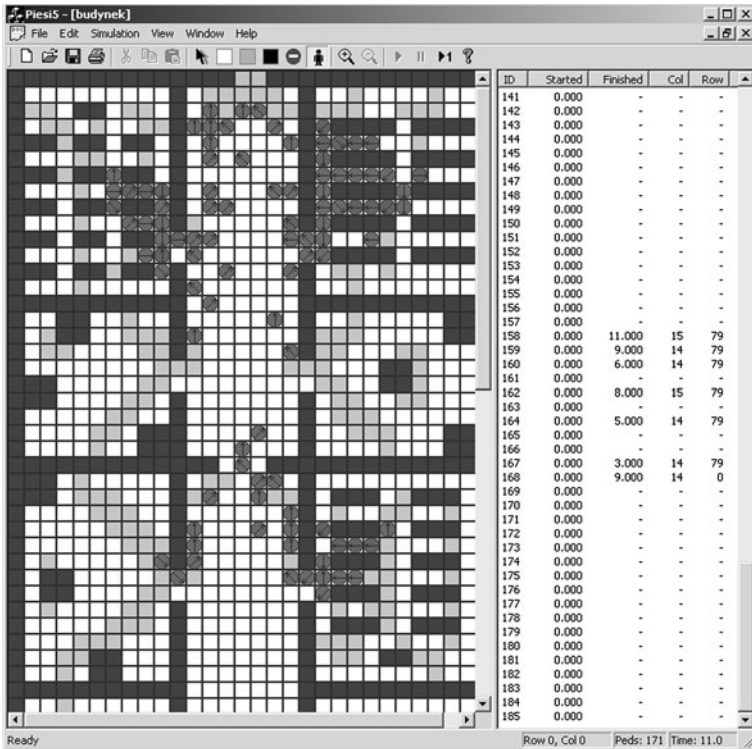 Piesi5 - [budynek]
File Edit Simulation View Window Help
ID Started Finished Col Row
141 0.000 - - -
142 0.000 - - -
143 0.000 - - -
144 0.000 - - -
145 0.000 - - -
146 0.000 - - -
147 0.000 - - -
148 0.000 - - -
149 0.000 - - -
150 0.000 - - -
151 0.000 - - -
152 0.000 - - -
153 0.000 - - -
154 0.000 - - -
155 0.000 - - -
156 0.000 - - -
157 0.000 - - -
158 0.000 11.000 15 79
159 0.000 9.000 14 79
160 0.000 6.000 14 79
161 0.000 - - -
162 0.000 8.000 15 79
163 0.000 - - -
164 0.000 5.000 14 79
165 0.000 - - -
166 0.000 - - -
167 0.000 3.000 14 79
168 0.000 9.000 14 0
169 0.000 - - -
170 0.000 - - -
171 0.000 - - -
172 0.000 - - -
173 0.000 - - -
174 0.000 - - -
175 0.000 - - -
176 0.000 - - -
177 0.000 - - -
178 0.000 - - -
179 0.000 - - -
180 0.000 - - -
181 0.000 - - -
182 0.000 - - -
183 0.000 - - -
184 0.000 - - -
185 0.000 - - -
Ready Row 0, Col 0 Peds: 171 Time: 11.0